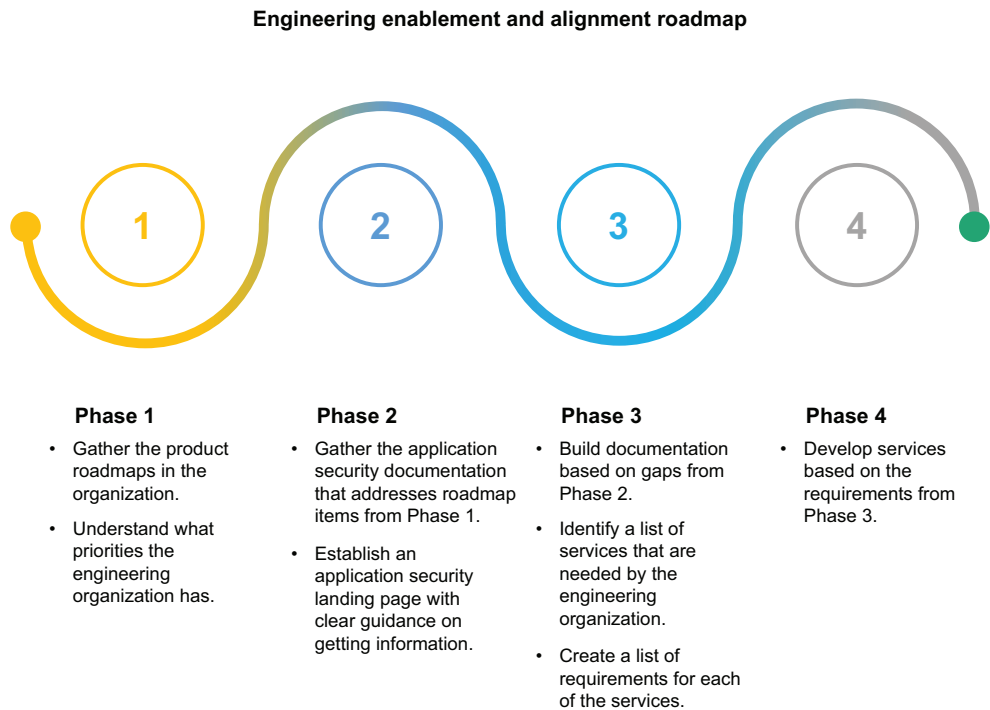 Engineering enablement and alignment roadmap
1
2
3
4
Phase 1
• Gather the product
roadmaps in the
organization.
• Understand what
priorities the
engineering
organization has.
Phase 2
• Gather the application
security documentation
that addresses roadmap
items from Phase 1.
• Establish an
application security
landing page with
clear guidance on
getting information.
Phase 3
• Build documentation
based on gaps from
Phase 2.
• Identify a list of
services that are
needed by the
engineering
organization.
• Create a list of
requirements for each
of the services.
Phase 4
• Develop services
based on the
requirements from
Phase 3.